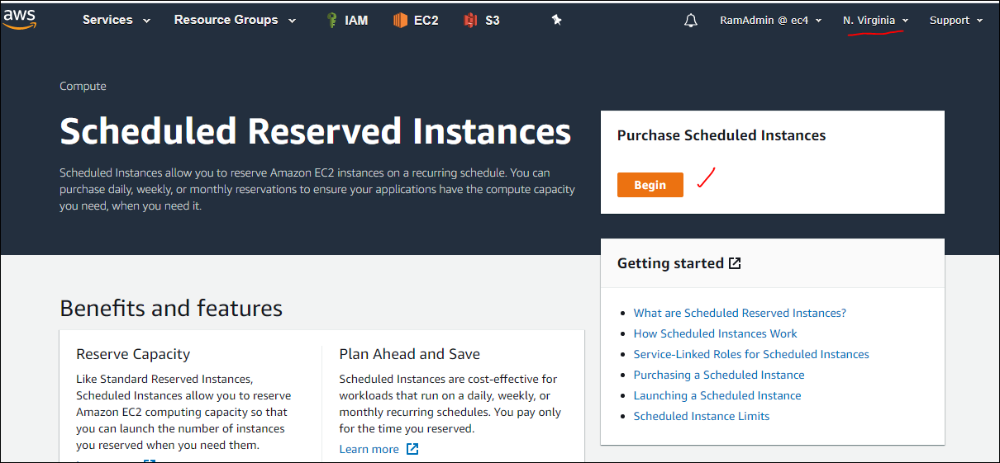 aws Services Resource Groups IAM EC2 S3 RamAdmin @ ec4 N. Virginia Support
Compute
Scheduled Reserved Instances
Scheduled Instances allow you to reserve Amazon EC2 instances on a recurring schedule. You can
purchase daily, weekly, or monthly reservations to ensure your applications have the compute capacity
you need, when you need it.
Purchase Scheduled Instances
Begin
Getting started
What are Scheduled Reserved Instances?
How Scheduled Instances Work
Service-Linked Roles for Scheduled Instances
Purchasing a Scheduled Instance
Launching a Scheduled Instance
Scheduled Instance Limits
Benefits and features
Reserve Capacity
Like Standard Reserved Instances,
Scheduled Instances allow you to reserve
Amazon EC2 computing capacity so that
you can launch the number of instances
you reserved when you need them.
Plan Ahead and Save
Scheduled Instances are cost-effective for
workloads that run on a daily, weekly, or
monthly recurring schedules. You pay only
for the time you reserved.
Learn more